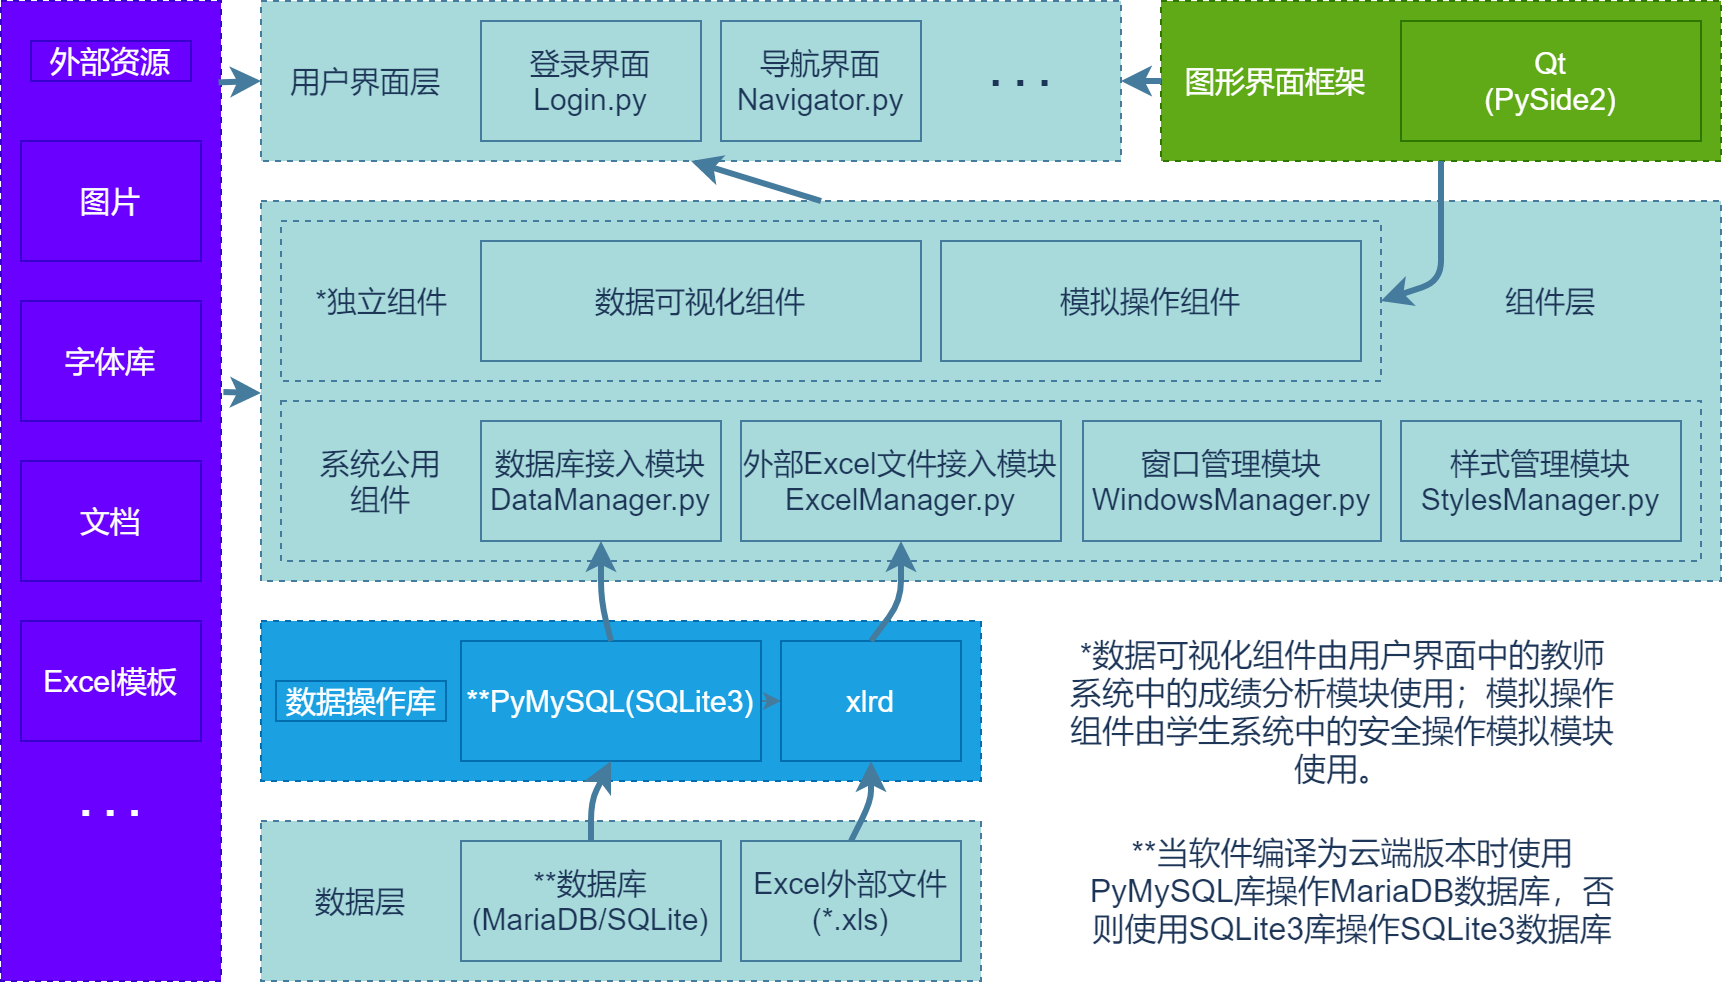 外部资源
图片
字体库
文档
Excel模板
· · ·
用户界面层
登录界面
Login.py
导航界面
Navigator.py
· · ·
图形界面框架
Qt
(PySide2)
*独立组件
数据可视化组件
模拟操作组件
组件层
系统公用
组件
数据库接入模块
DataManager.py
外部Excel文件接入模块
ExcelManager.py
窗口管理模块
WindowsManager.py
样式管理模块
StylesManager.py
数据操作库
**PyMySQL(SQLite3)
xlrd
数据层
**数据库
(MariaDB/SQLite)
Excel外部文件
(*.xls)
*数据可视化组件由用户界面中的教师
系统中的成绩分析模块使用；模拟操作
组件由学生系统中的安全操作模拟模块
使用。
**当软件编译为云端版本时使用
PyMySQL库操作MariaDB数据库，否
则使用SQLite3库操作SQLite3数据库